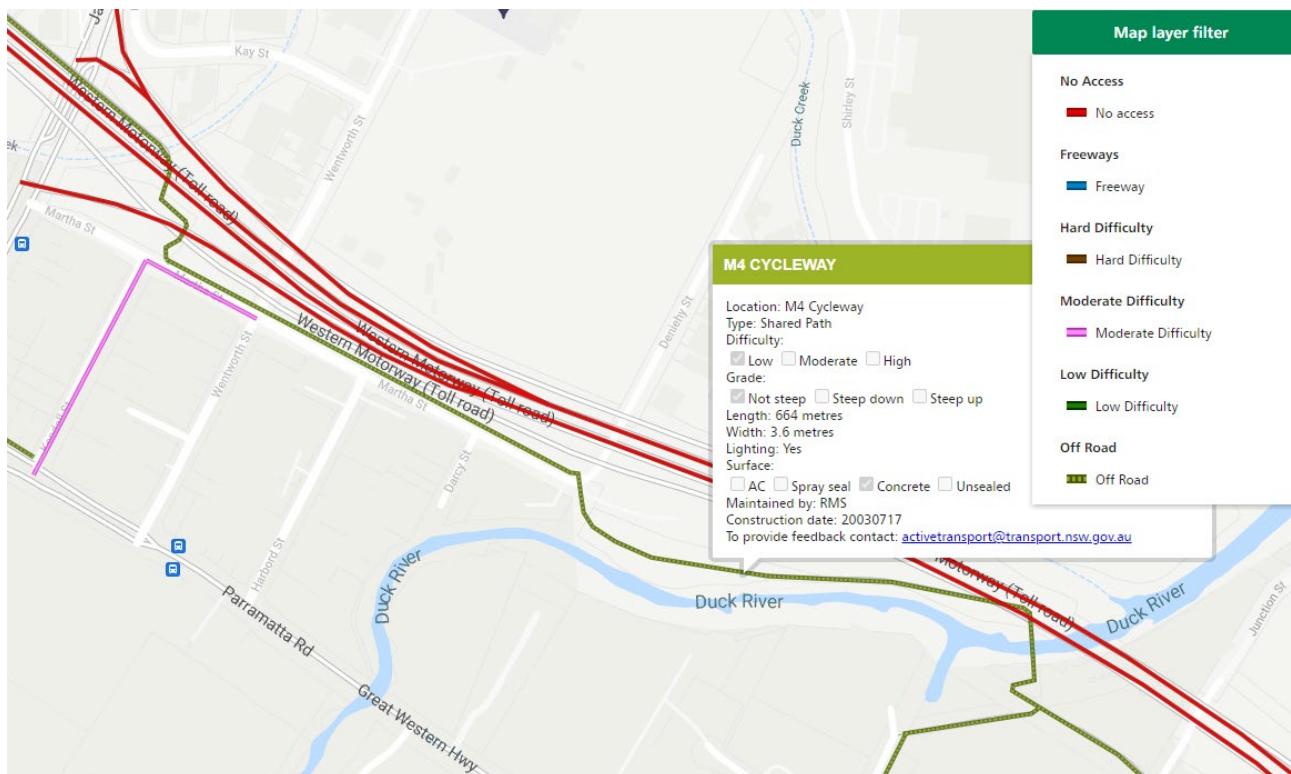 Map layer filter
No Access
No access
Freeways
Freeway
Hard Difficulty
Hard Difficulty
Moderate Difficulty
Moderate Difficulty
Low Difficulty
Low Difficulty
Off Road
Off Road
M4 CYCLEWAY
Location: M4 Cycleway
Type: Shared Path
Difficulty:
Low Moderate High
Grade:
Not steep Steep down Steep up
Length: 664 metres
Width: 3.6 metres
Lighting: Yes
Surface:
AC Spray seal Concrete Unsealed
Maintained by: RMS
Construction date: 20030717
To provide feedback contact: activetransport@transport.nsw.gov.au
Kay St
Wentworth St
Duck Creek
Shirley St
Western Motorway (Toll road)
Martha St
Western Motorway (Toll road)
Western Motorway (Toll road)
Deniehy St
Wentworth St
Martha St
Darcy St
Harbord St
Parramatta Rd
Great Western Hwy
Duck River
Duck River
Motorway (Toll road)
Duck River
Junction St